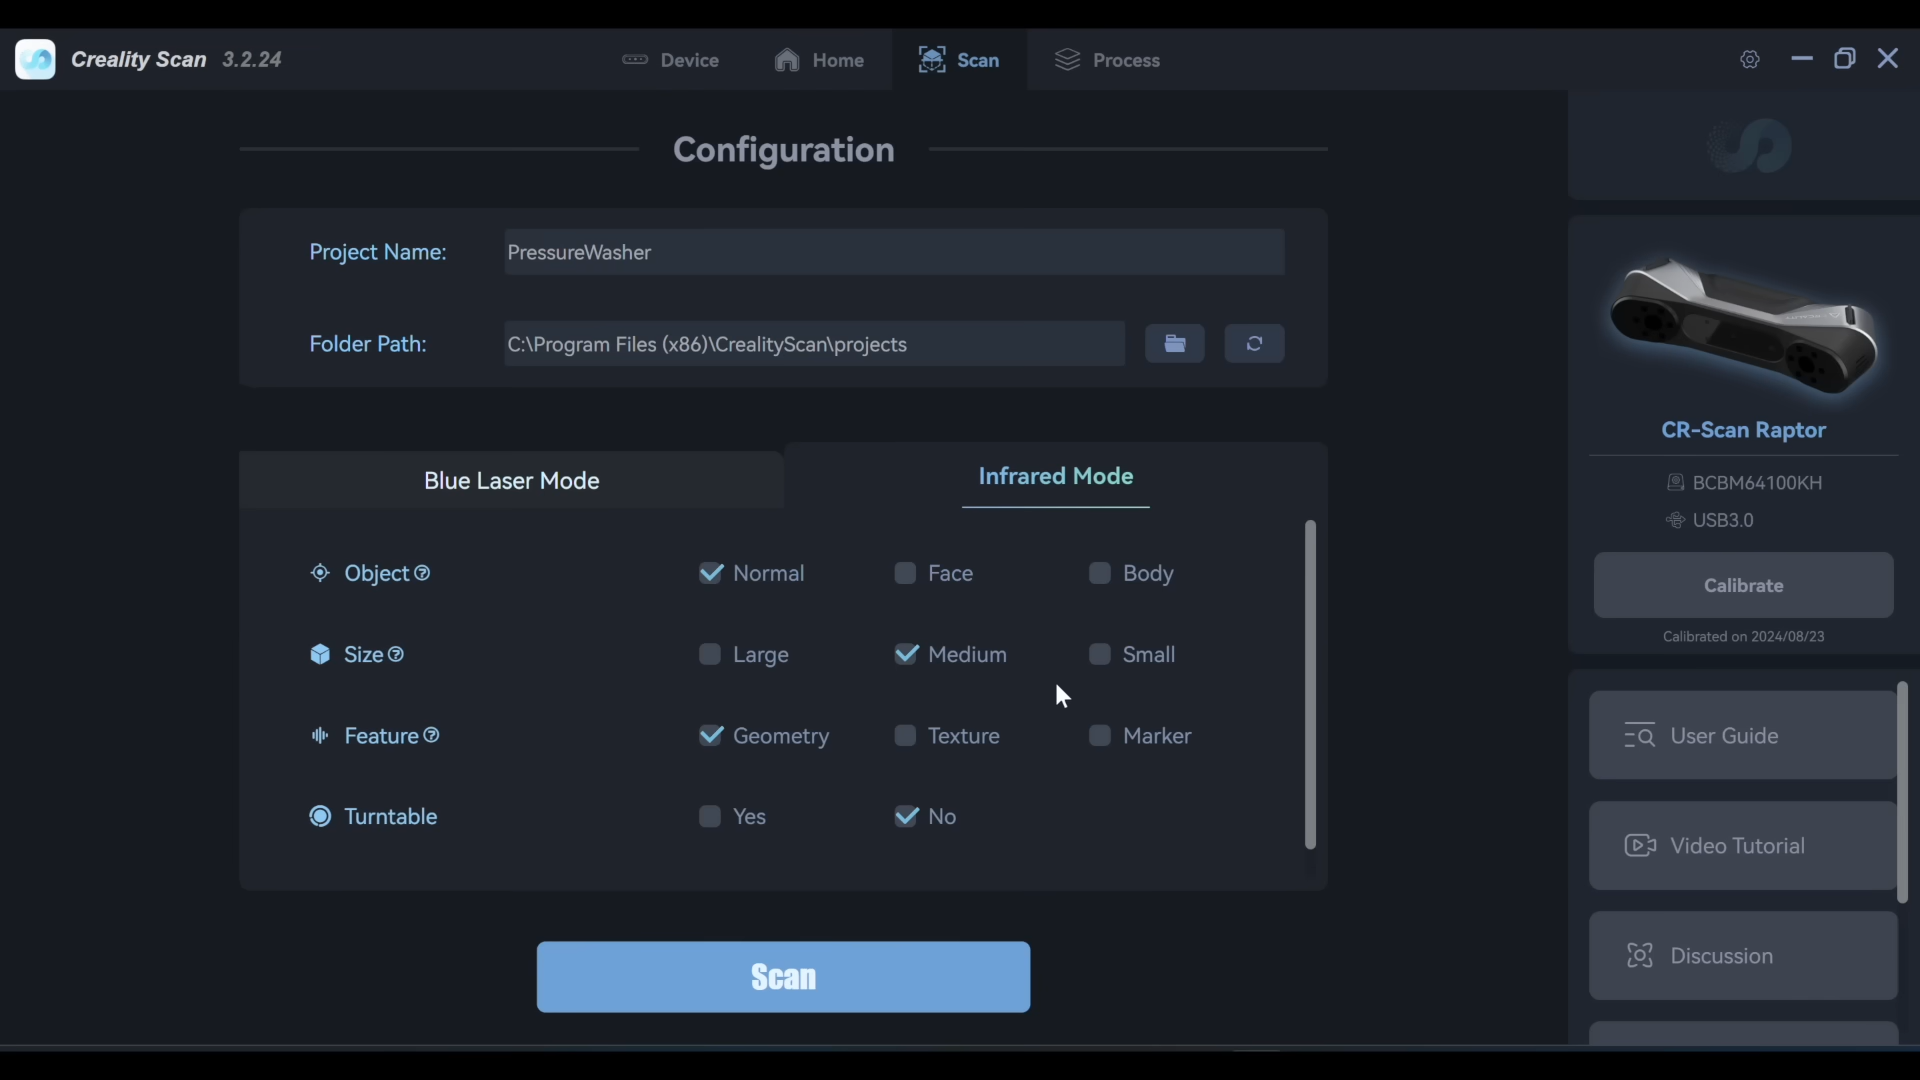 Creality Scan 3.2.24
Device
Home
Scan
Process
Configuration
Project Name: PressureWasher
Folder Path: C:\Program Files (x86)\CrealityScan\projects
Blue Laser Mode
Infrared Mode
Object Normal Face Body
Size Large Medium Small
Feature Geometry Texture Marker
Turntable Yes No
Scan
CR-Scan Raptor
BCBM64100KH
USB3.0
Calibrate
Calibrated on 2024/08/23
User Guide
Video Tutorial
Discussion